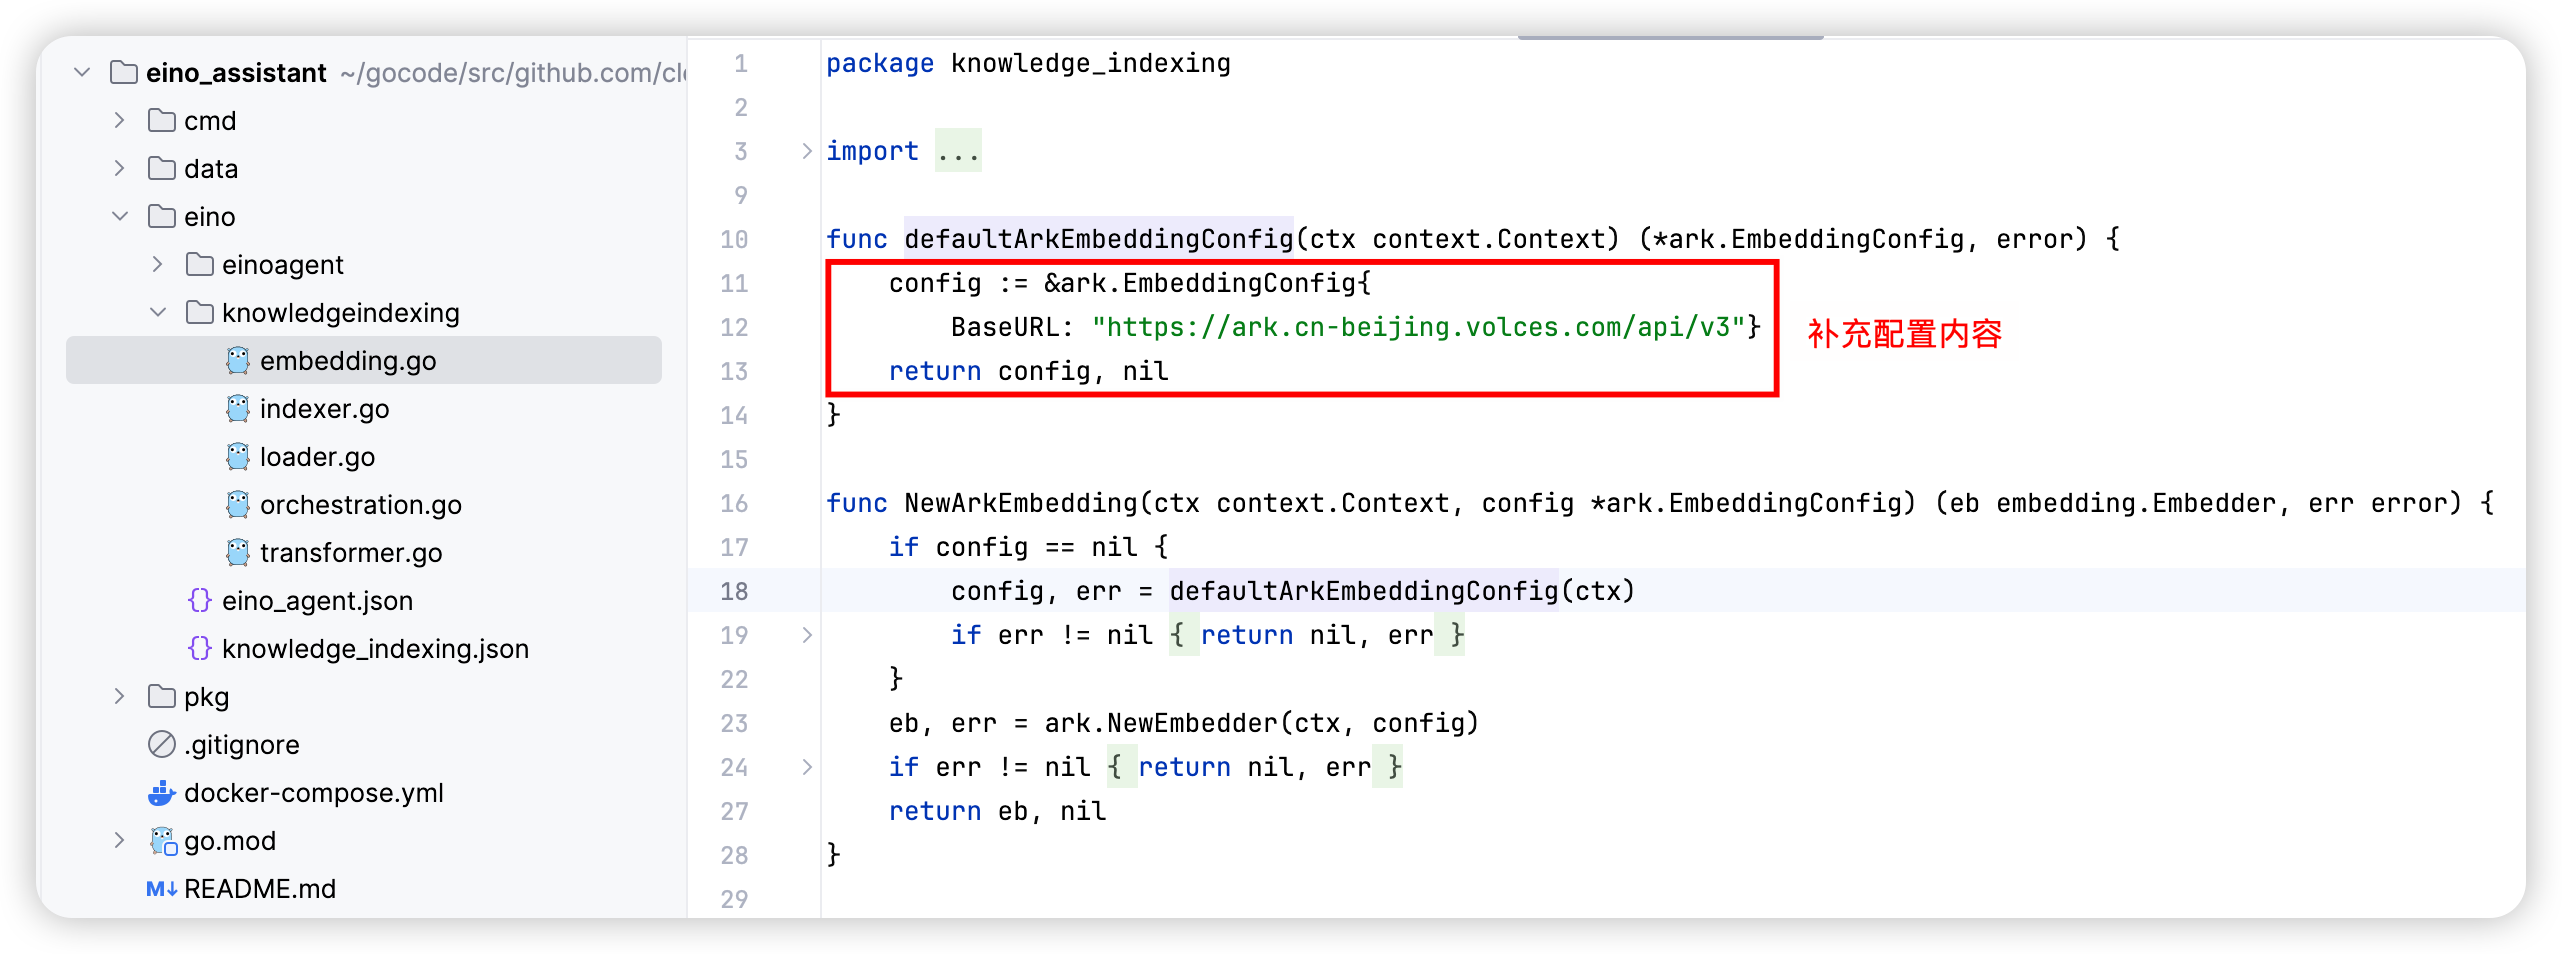 eino_assistant ~/gocode/src/github.com/cl
cmd
data
eino
einoagent
knowledgeindexing
embedding.go
indexer.go
loader.go
orchestration.go
transformer.go
eino_agent.json
knowledge_indexing.json
pkg
.gitignore
docker-compose.yml
go.mod
README.md
1 package knowledge_indexing
2
3 import ...
9
10 func defaultArkEmbeddingConfig(ctx context.Context) (*ark.EmbeddingConfig, error) {
11 config := &ark.EmbeddingConfig{
12 BaseURL: "https://ark.cn-beijing.volces.com/api/v3"}
13 return config, nil
14 }
15
16 func NewArkEmbedding(ctx context.Context, config *ark.EmbeddingConfig) (eb embedding.Embedder, err error) {
17 if config == nil {
18 config, err = defaultArkEmbeddingConfig(ctx)
19 if err != nil { return nil, err }
22 }
23 eb, err = ark.NewEmbedder(ctx, config)
24 if err != nil { return nil, err }
27 return eb, nil
28 }
29
补充配置内容